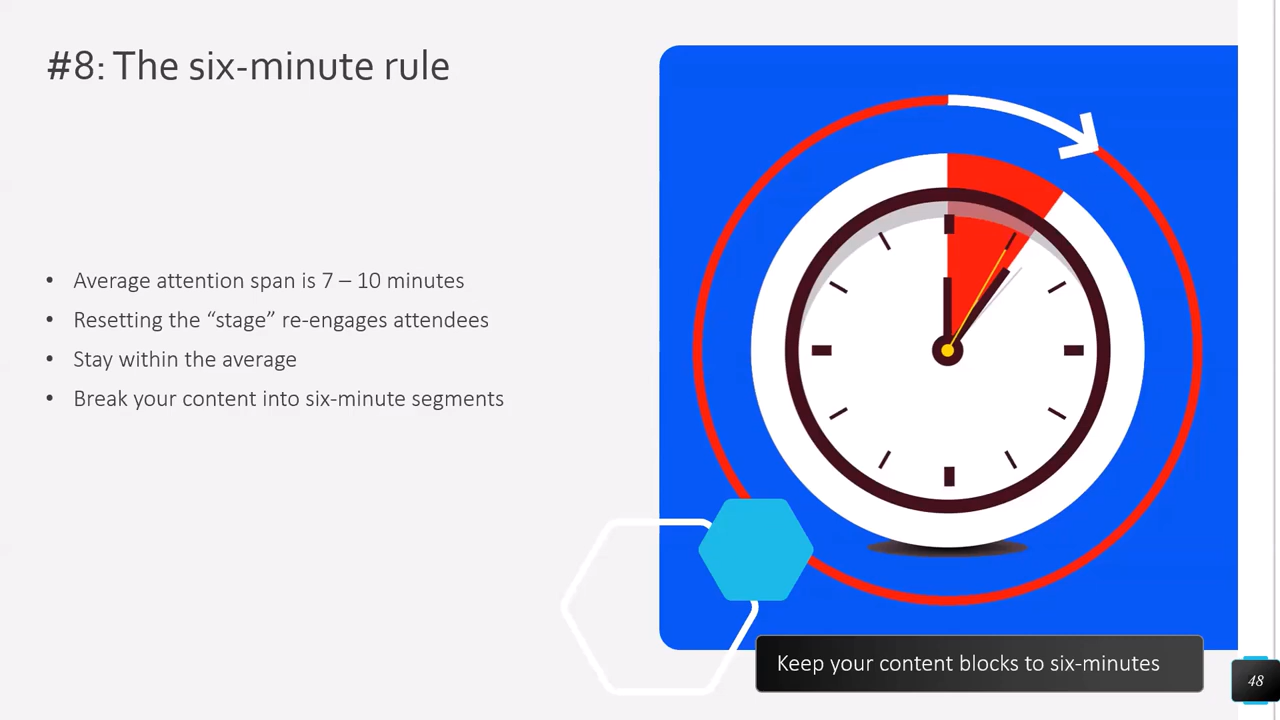 #8: The six-minute rule
• Average attention span is 7 – 10 minutes
• Resetting the “stage” re-engages attendees
• Stay within the average
• Break your content into six-minute segments
Keep your content blocks to six-minutes
48